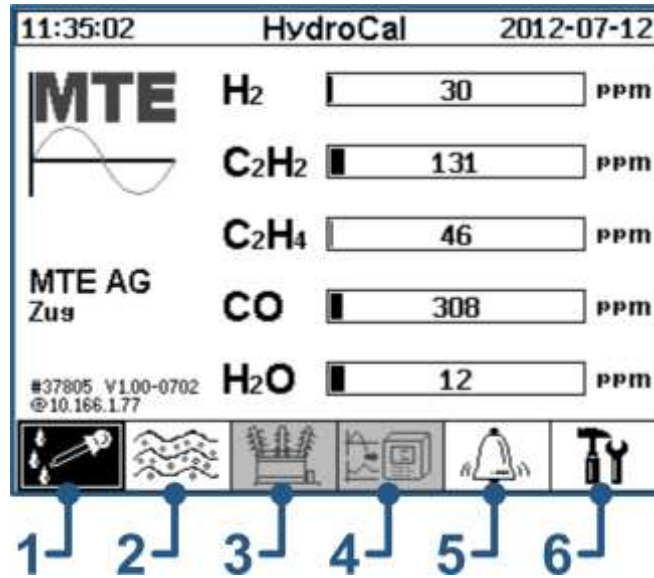 11:35:02 HydroCal 2012-07-12
MTE
H2 30 ppm
C2H2 131 ppm
C2H4 46 ppm
MTE AG
Zug
CO 308 ppm
#37805 V1.00-0702
@10.166.1.77
H2O 12 ppm
1 2 3 4 5 6